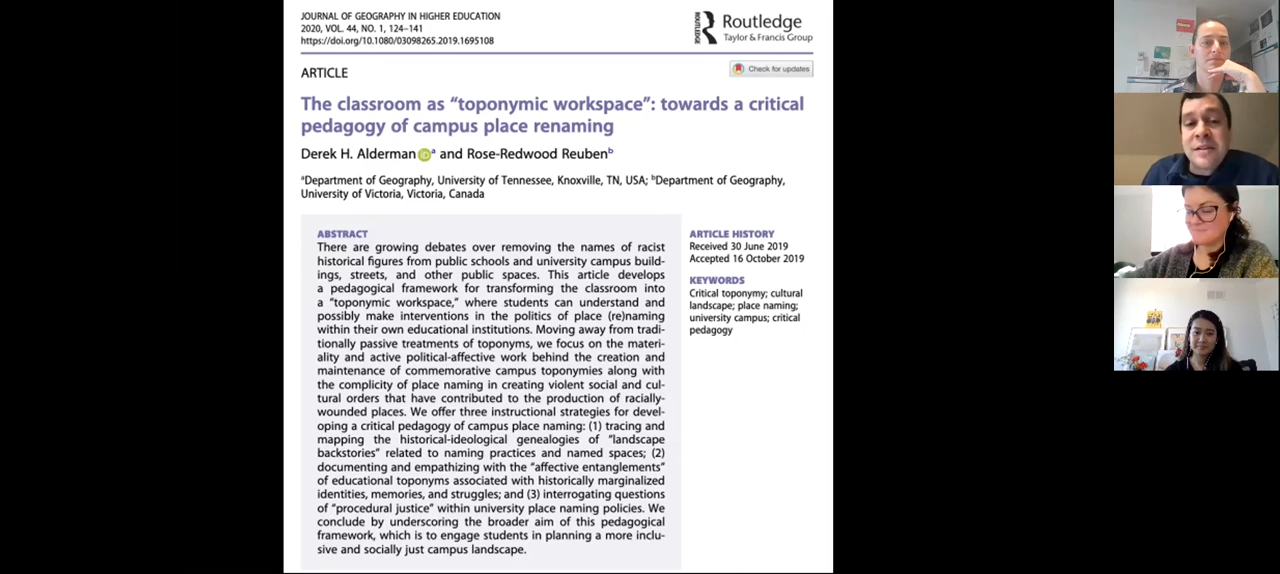 JOURNAL OF GEOGRAPHY IN HIGHER EDUCATION
2020, VOL. 44, NO. 1, 124–141
https://doi.org/10.1080/03098265.2019.1695108
ROUTLEDGE
Routledge
Taylor & Francis Group
Check for updates
ARTICLE
The classroom as “toponymic workspace”: towards a critical
pedagogy of campus place renaming
Derek H. Alderman iD a and Rose-Redwood Reuben b
aDepartment of Geography, University of Tennessee, Knoxville, TN, USA; bDepartment of Geography,
University of Victoria, Victoria, Canada
ABSTRACT
There are growing debates over removing the names of racist
historical figures from public schools and university campus build-
ings, streets, and other public spaces. This article develops
a pedagogical framework for transforming the classroom into
a “toponymic workspace,” where students can understand and
possibly make interventions in the politics of place (re)naming
within their own educational institutions. Moving away from tradi-
tionally passive treatments of toponyms, we focus on the materi-
ality and active political-affective work behind the creation and
maintenance of commemorative campus toponymies along with
the complicity of place naming in creating violent social and cul-
tural orders that have contributed to the production of racially-
wounded places. We offer three instructional strategies for devel-
oping a critical pedagogy of campus place naming: (1) tracing and
mapping the historical-ideological genealogies of “landscape
backstories” related to naming practices and named spaces; (2)
documenting and empathizing with the “affective entanglements”
of educational toponyms associated with historically marginalized
identities, memories, and struggles; and (3) interrogating questions
of “procedural justice” within university place naming policies. We
conclude by underscoring the broader aim of this pedagogical
framework, which is to engage students in planning a more inclu-
sive and socially just campus landscape.
ARTICLE HISTORY
Received 30 June 2019
Accepted 16 October 2019
KEYWORDS
Critical toponymy; cultural
landscape; place naming;
university campus; critical
pedagogy